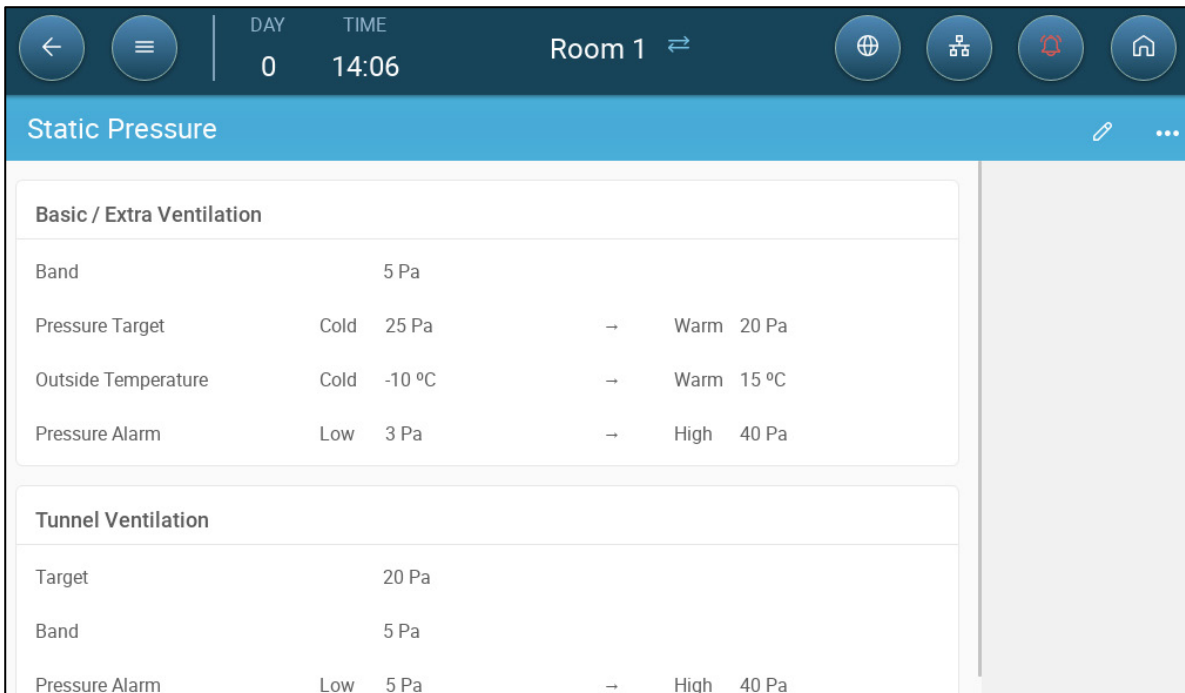 DAY TIME
0 14:06 Room 1 ⇄
Static Pressure
Basic / Extra Ventilation
Band 5 Pa
Pressure Target Cold 25 Pa → Warm 20 Pa
Outside Temperature Cold -10 ºC → Warm 15 ºC
Pressure Alarm Low 3 Pa → High 40 Pa
Tunnel Ventilation
Target 20 Pa
Band 5 Pa
Pressure Alarm Low 5 Pa → High 40 Pa